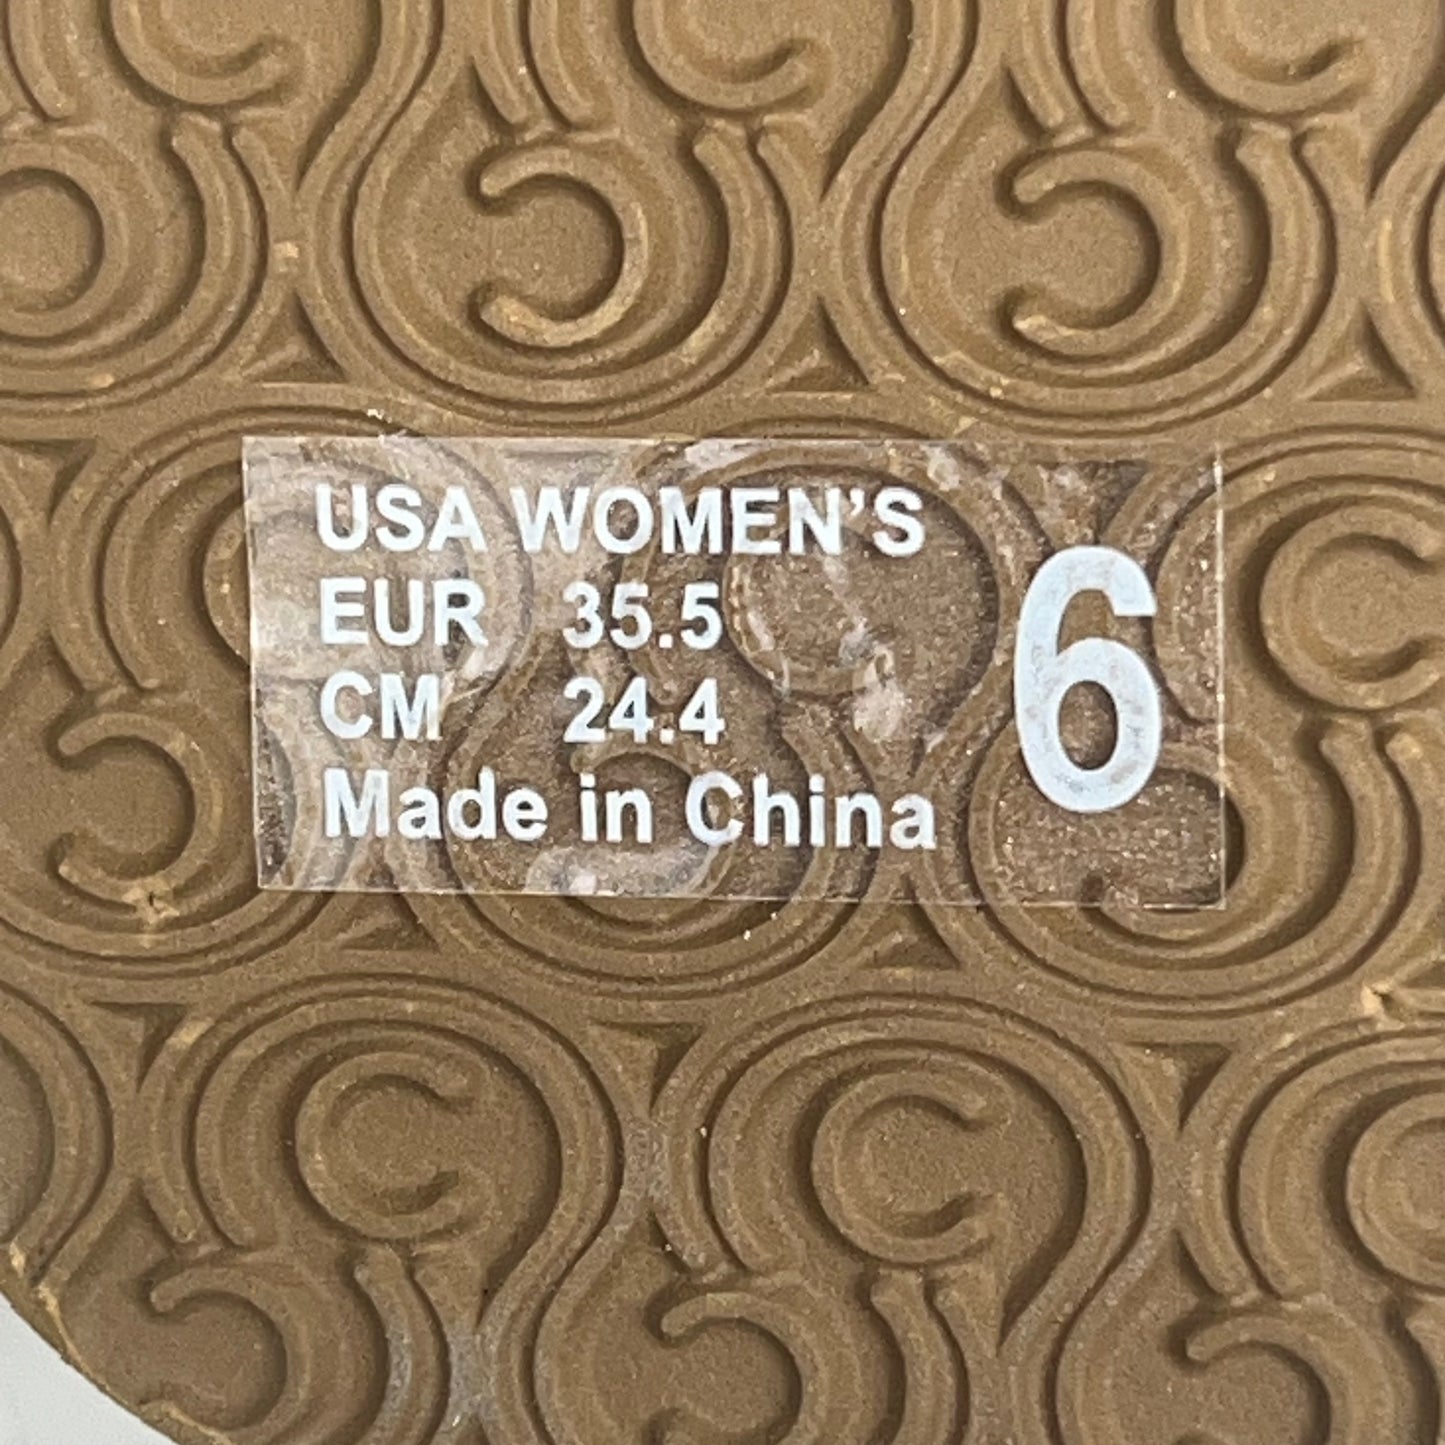 USA WOMEN'S 6
EUR 35.5
CM 24.4
Made in China